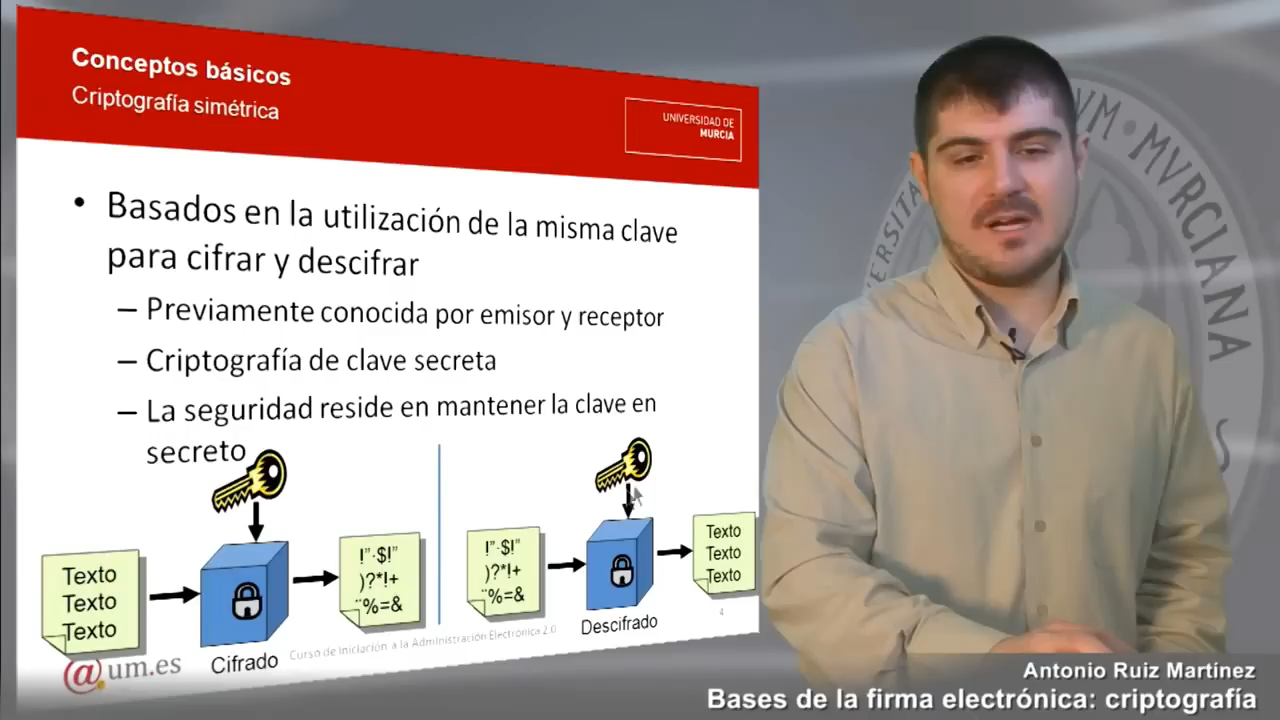 Conceptos básicos
Criptografía simétrica
UNIVERSIDAD DE
MURCIA
• Basados en la utilización de la misma clave
para cifrar y descifrar
– Previamente conocida por emisor y receptor
– Criptografía de clave secreta
– La seguridad reside en mantener la clave en
secreto
Texto
Texto
Texto
Cifrado
!"·$!"
)?*!+
¨%=&
!"·$!"
)?*!+
¨%=&
Descifrado
Texto
Texto
Texto
4
Curso de Iniciación a la Administración Electrónica 2.0
@um.es
VM · MVRCIANA
VERSITA
Antonio Ruiz Martínez
Bases de la firma electrónica: criptografía